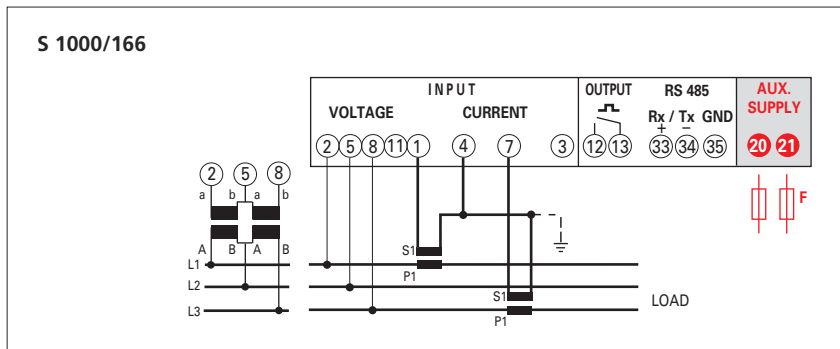 S 1000/166
INPUT OUTPUT RS 485 AUX. SUPPLY
VOLTAGE CURRENT
Rx / Tx GND
+ −
2 5 8 11 1 4 7 3 12 13 33 34 35 20 21
2 5 8
a b a b
F
A B A B
S1
L1
P1
L2
S1
LOAD
L3
P1